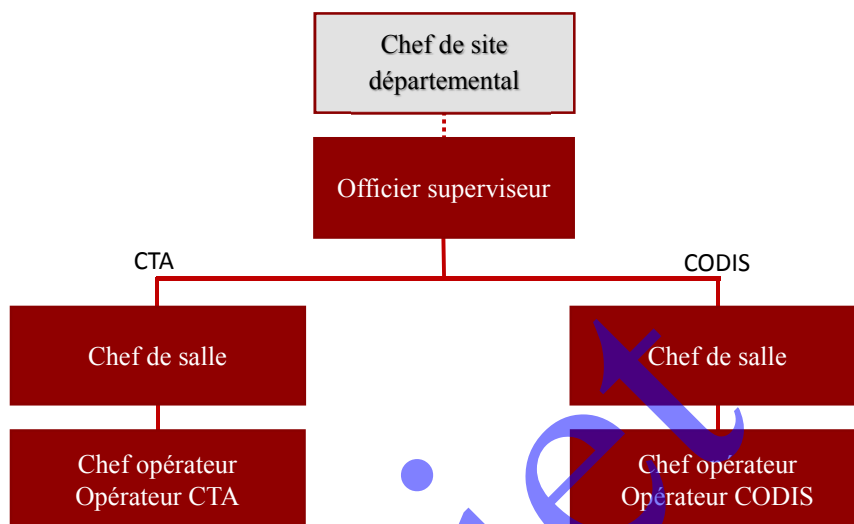 Chef de site
départemental
Officier superviseur
CTA
CODIS
Chef de salle
Chef de salle
Chef opérateur
Opérateur CTA
Chef opérateur
Opérateur CODIS